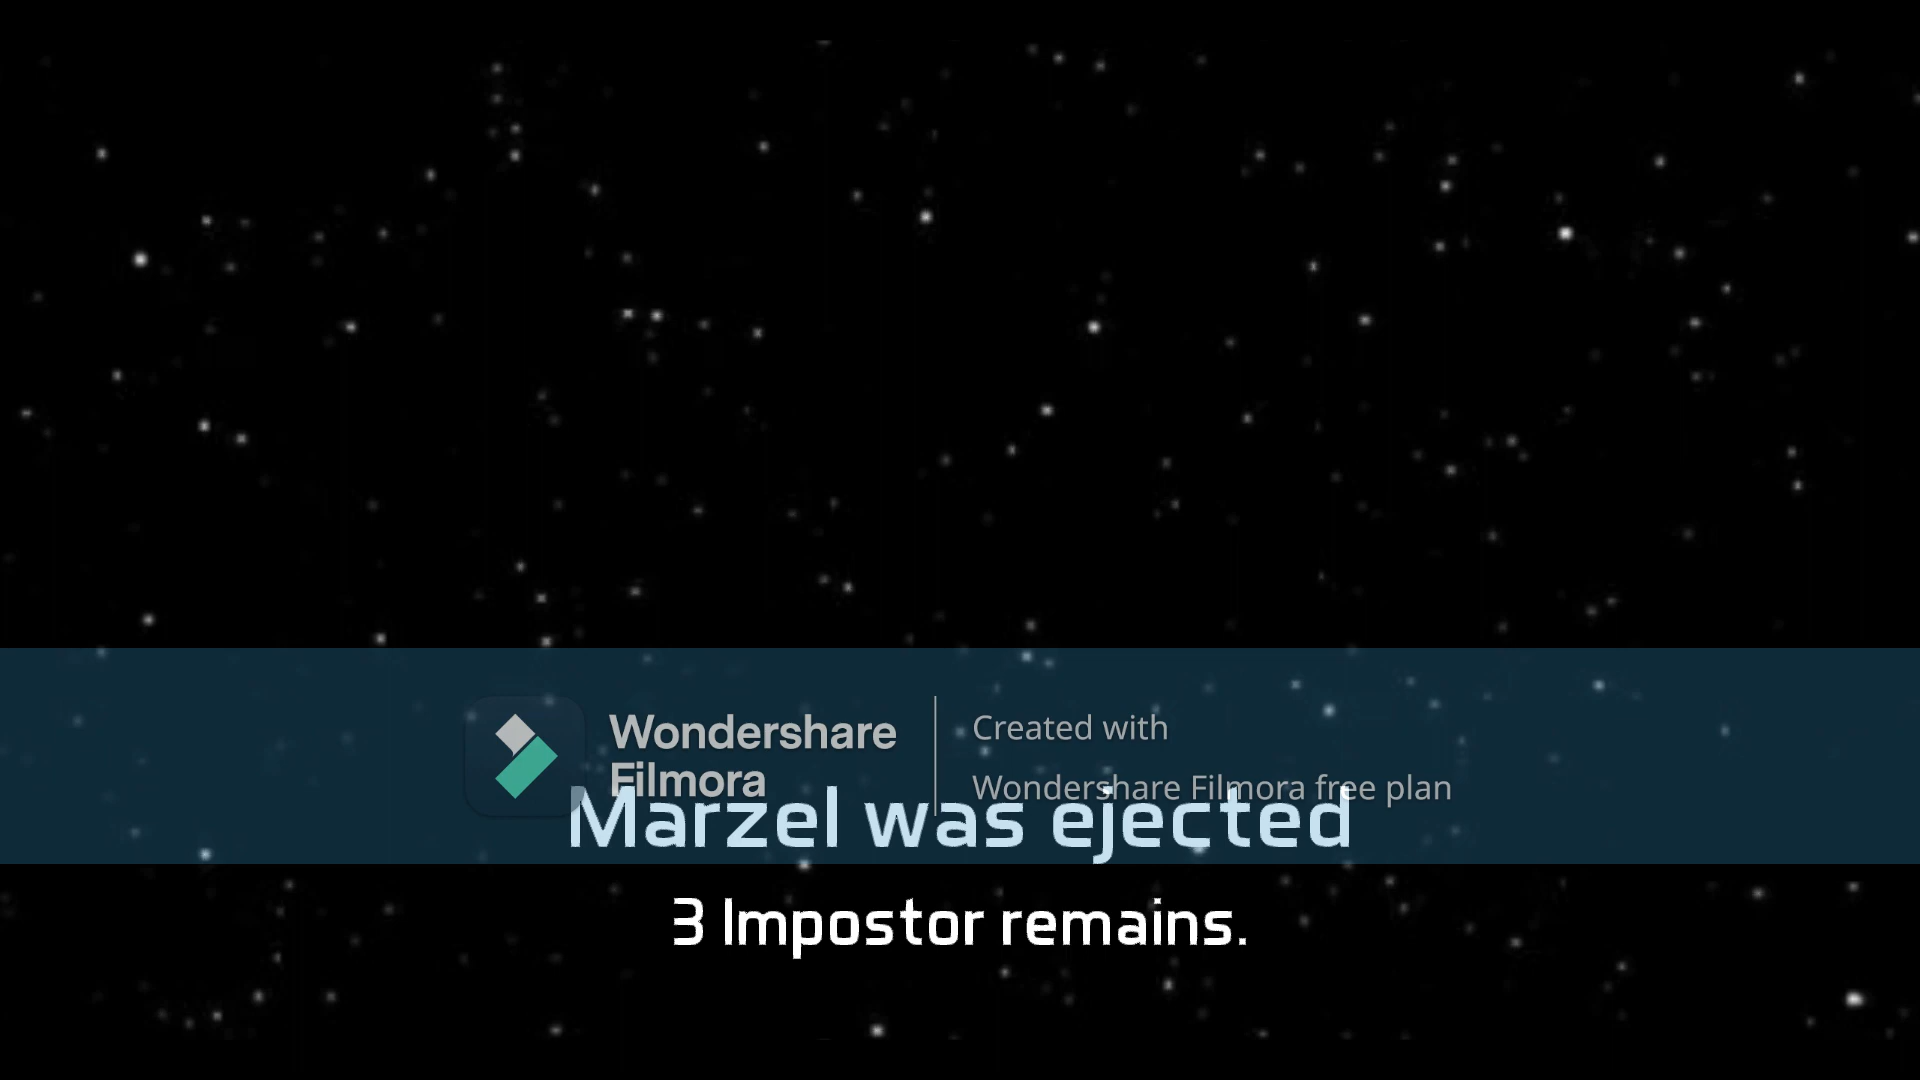 Wondershare
Filmora
Created with
Wondershare Filmora free plan
Marzel was ejected
3 Impostor remains.